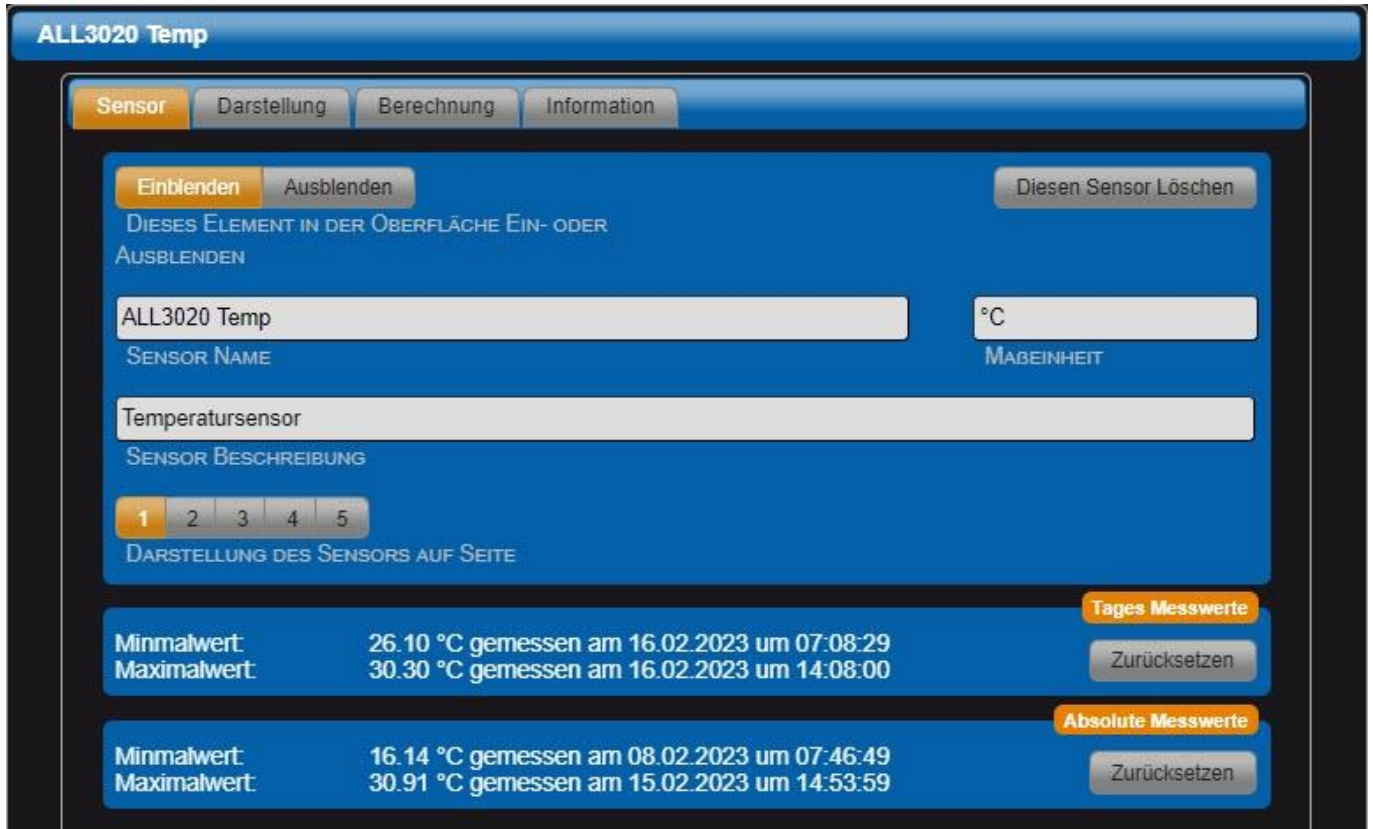 ALL3020 Temp
Sensor Darstellung Berechnung Information
Einblenden Ausblenden Diesen Sensor Löschen
Dieses Element in der Oberfläche Ein- oder
Ausblenden
ALL3020 Temp °C
Sensor Name Maßeinheit
Temperatursensor
Sensor Beschreibung
1 2 3 4 5
Darstellung des Sensors auf Seite
Tages Messwerte
Minmalwert: 26.10 °C gemessen am 16.02.2023 um 07:08:29
Maximalwert: 30.30 °C gemessen am 16.02.2023 um 14:08:00
Zurücksetzen
Absolute Messwerte
Minmalwert: 16.14 °C gemessen am 08.02.2023 um 07:46:49
Maximalwert: 30.91 °C gemessen am 15.02.2023 um 14:53:59
Zurücksetzen